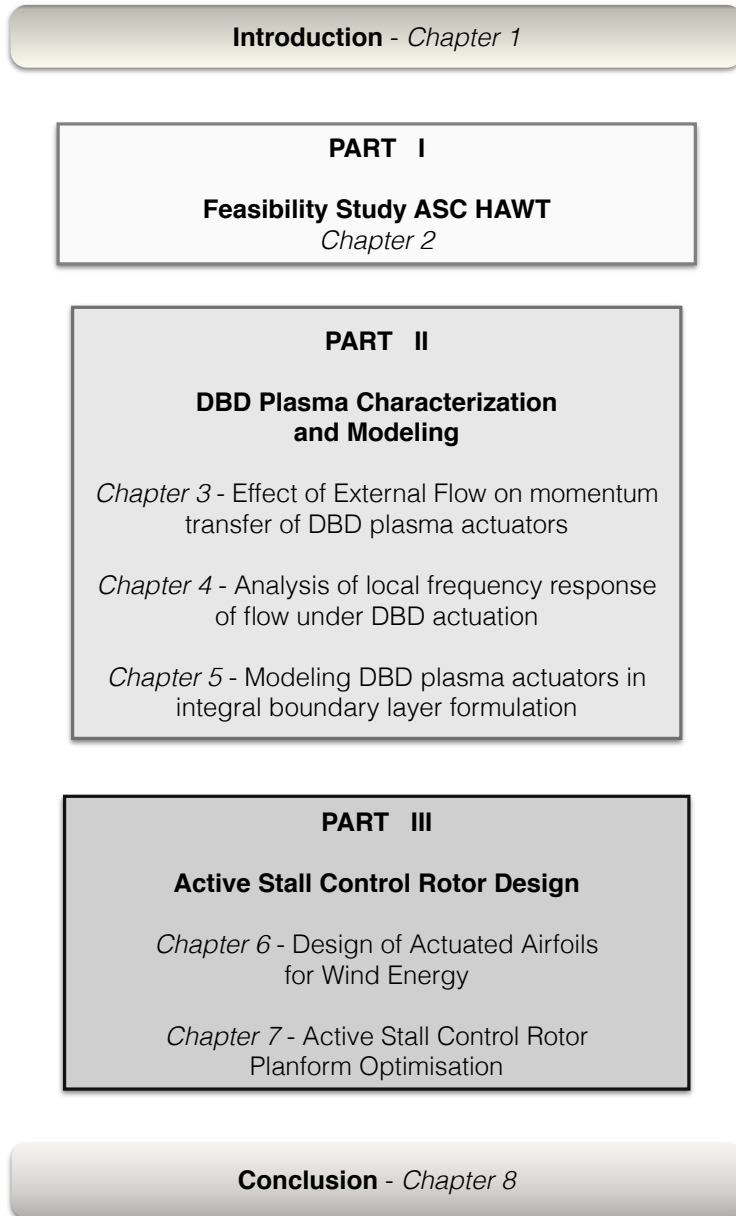 Introduction - Chapter 1
PART I
Feasibility Study ASC HAWT
Chapter 2
PART II
DBD Plasma Characterization
and Modeling
Chapter 3 - Effect of External Flow on momentum
transfer of DBD plasma actuators
Chapter 4 - Analysis of local frequency response
of flow under DBD actuation
Chapter 5 - Modeling DBD plasma actuators in
integral boundary layer formulation
PART III
Active Stall Control Rotor Design
Chapter 6 - Design of Actuated Airfoils
for Wind Energy
Chapter 7 - Active Stall Control Rotor
Planform Optimisation
Conclusion - Chapter 8